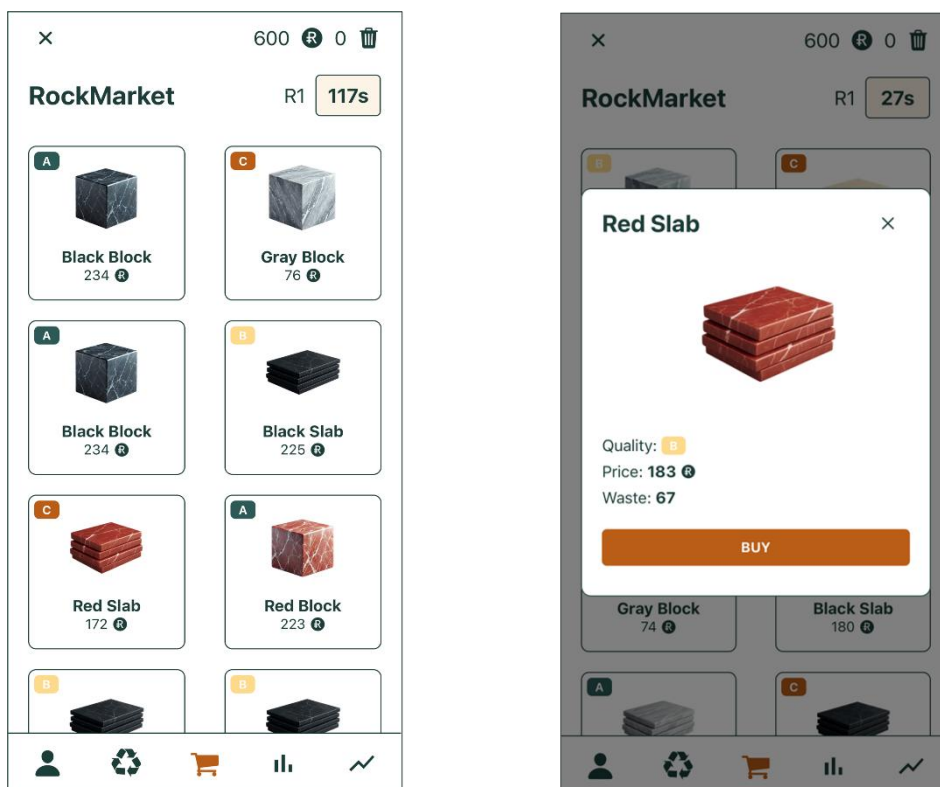 × 600 0
RockMarket R1 117s
A C
Black Block Gray Block
234 76
A B
Black Block Black Slab
234 225
C A
Red Slab Red Block
172 223
B B
× 600 0
RockMarket R1 27s
B C
Red Slab ×
Quality: B
Price: 183
Waste: 67
BUY
Gray Block Black Slab
74 180
A C